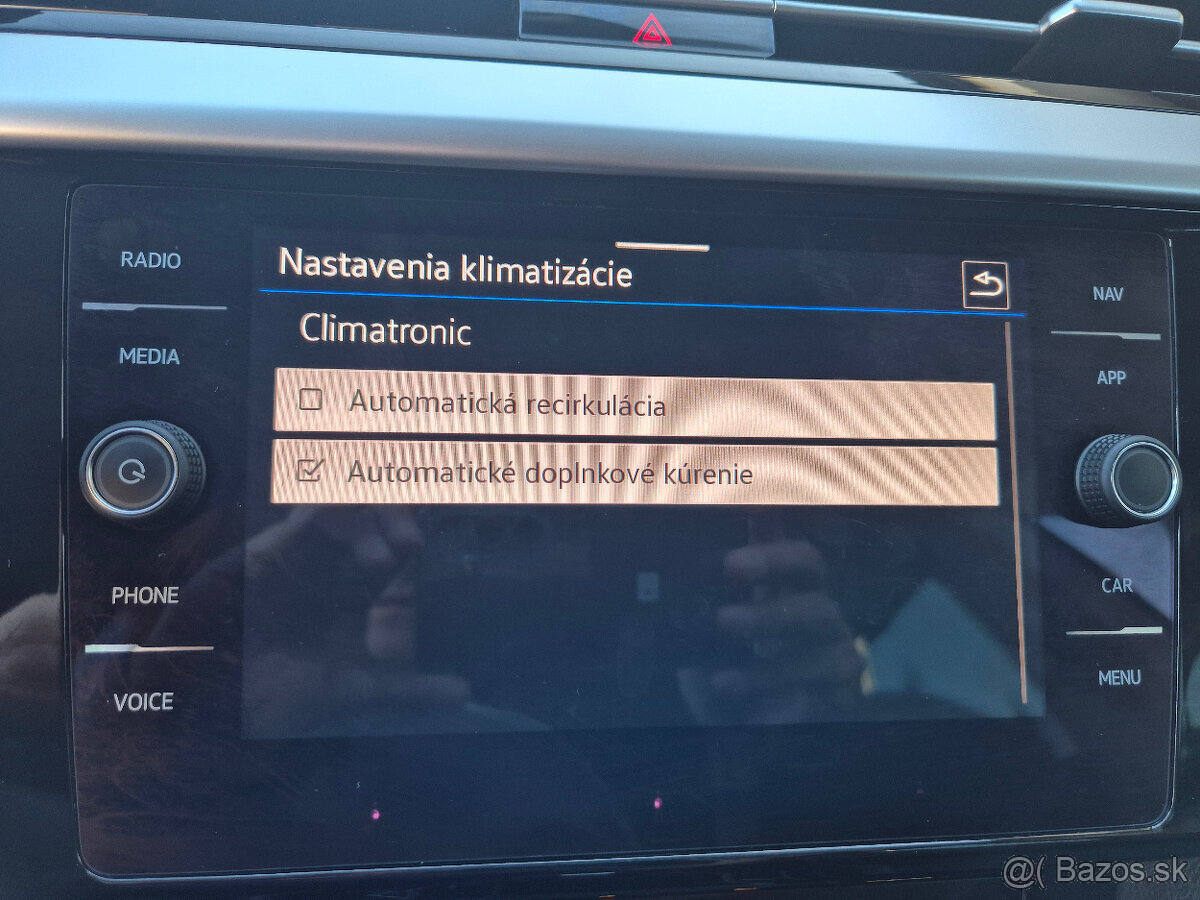 RADIO
MEDIA
PHONE
VOICE
Nastavenia klimatizácie
Climatronic
Automatická recirkulácia
Automatické doplnkové kúrenie
NAV
APP
CAR
MENU
@( Bazos.sk